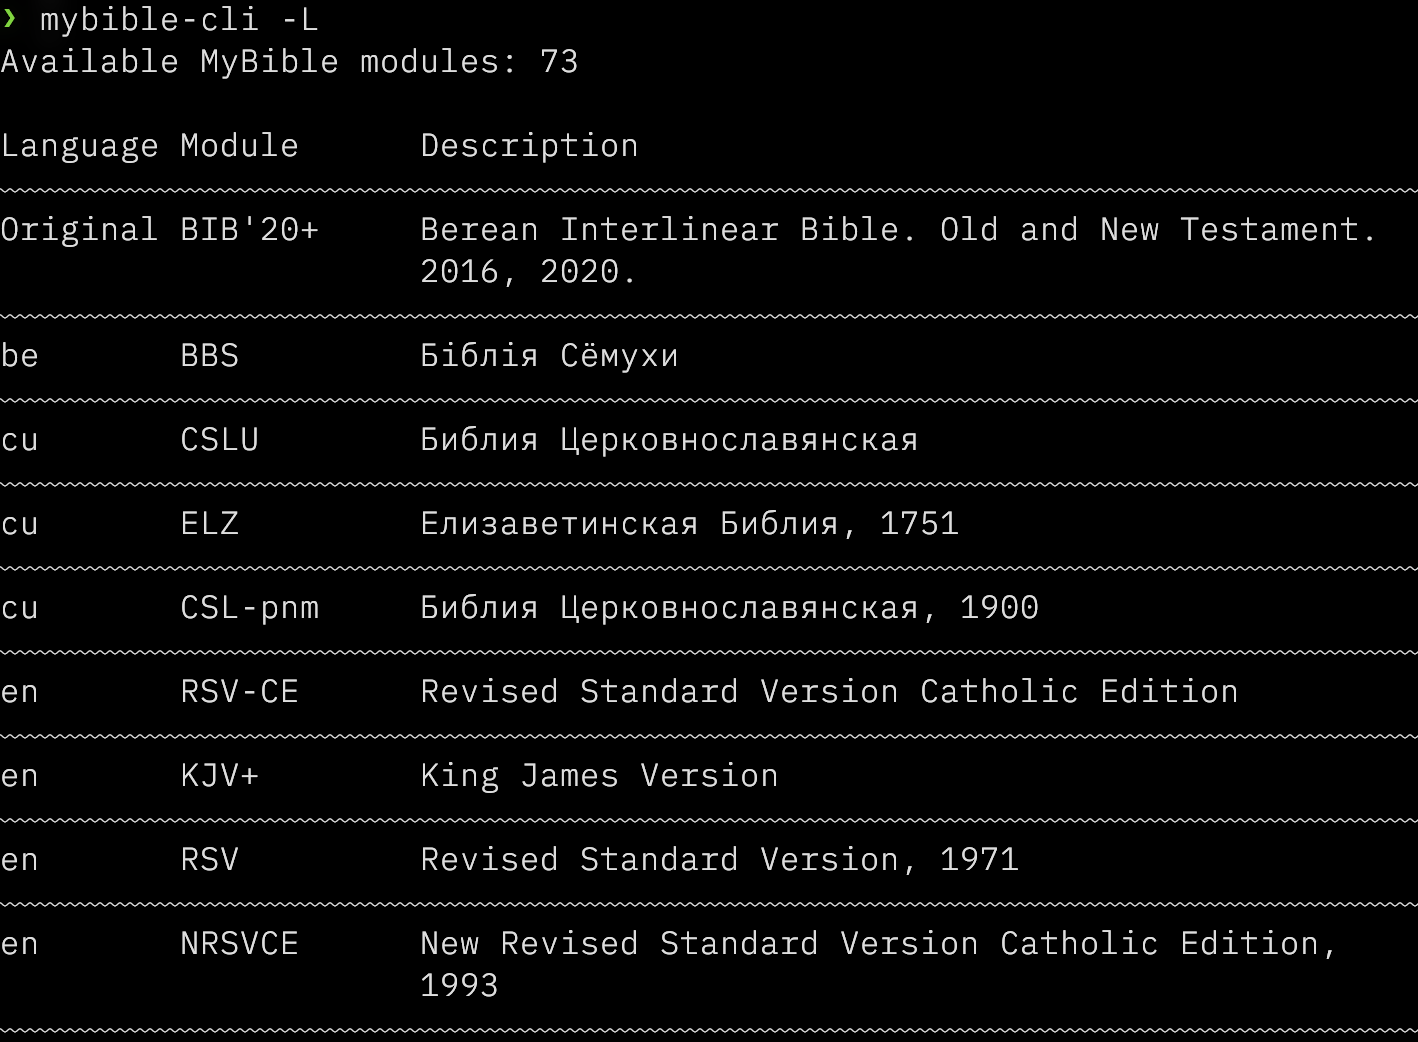 ❯ mybible-cli -L
Available MyBible modules: 73
Language Module Description
Original BIB'20+ Berean Interlinear Bible. Old and New Testament.
2016, 2020.
be BBS Біблія Сёмухи
cu CSLU Библия Церковнославянская
cu ELZ Елизаветинская Библия, 1751
cu CSL-pnm Библия Церковнославянская, 1900
en RSV-CE Revised Standard Version Catholic Edition
en KJV+ King James Version
en RSV Revised Standard Version, 1971
en NRSVCE New Revised Standard Version Catholic Edition,
1993